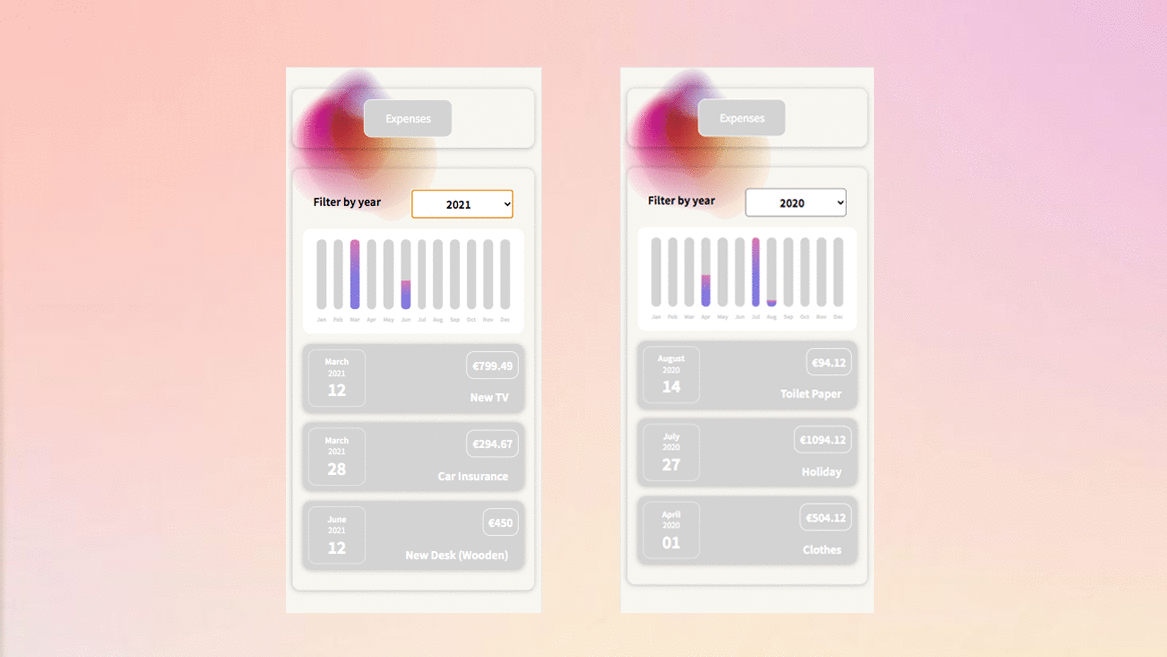 Expenses
Filter by year
2021
Jan Feb Mar Apr May Jun Jul Aug Sep Oct Nov Dec
March
2021
12
€799.49
New TV
March
2021
28
€294.67
Car Insurance
June
2021
12
€450
New Desk (Wooden)
Expenses
Filter by year
2020
Jan Feb Mar Apr May Jun Jul Aug Sep Oct Nov Dec
August
2020
14
€94.12
Toilet Paper
July
2020
27
€1094.12
Holiday
April
2020
01
€504.12
Clothes